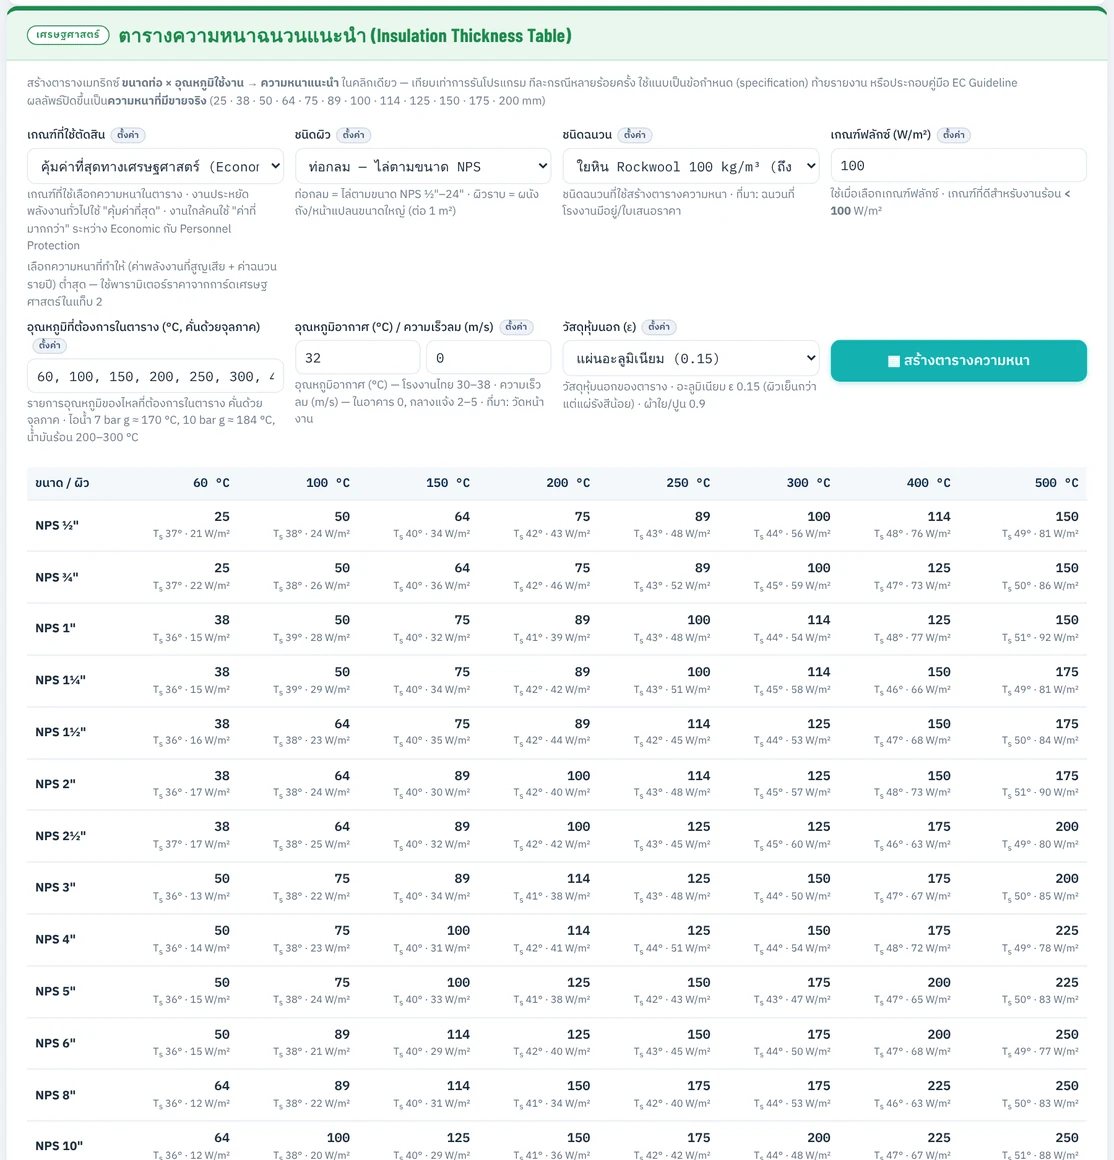 เศรษฐศาสตร์ ตารางความหนาฉนวนแนะนำ (Insulation Thickness Table)
สร้างตารางเมทริกซ์ ขนาดท่อ × อุณหภูมิใช้งาน → ความหนาแนะนำ ในคลิกเดียว — เทียบเท่าการรันโปรแกรม ทีละกรณีหลายร้อยครั้ง ใช้แนบเป็นข้อกำหนด (specification) ท้ายรายงาน หรือประกอบคู่มือ EC Guideline
ผลลัพธ์ปัดขึ้นเป็นความหนาที่มีขายจริง (25 · 38 · 50 · 64 · 75 · 89 · 100 · 114 · 125 · 150 · 175 · 200 mm)
เกณฑ์ที่ใช้ตัดสิน ตั้งค่า
คุ้มค่าที่สุดทางเศรษฐศาสตร์ (Econor
เกณฑ์ที่ใช้เลือกความหนาในตาราง · งานประหยัด
พลังงานทั่วไปใช้ "คุ้มค่าที่สุด" · งานใกล้คนใช้ "ค่าที่
มากกว่า" ระหว่าง Economic กับ Personnel
Protection
เลือกความหนาที่ทำให้ (ค่าพลังงานที่สูญเสีย + ค่าฉนวน
รายปี) ต่ำสุด — ใช้พารามิเตอร์ราคาจากการ์ดเศรษฐ
ศาสตร์ในแท็บ 2
ชนิดผิว ตั้งค่า
ท่อกลม — ไล่ตามขนาด NPS
ท่อกลม = ไล่ตามขนาด NPS ½"–24" · ผิวราบ = ผนัง
ถัง/หน้าแปลนขนาดใหญ่ (ต่อ 1 m²)
ชนิดฉนวน ตั้งค่า
ใยหิน Rockwool 100 kg/m³ (ถึง
ชนิดฉนวนที่ใช้สร้างตารางความหนา · ที่มา: ฉนวนที่
โรงงานมีอยู่/ใบเสนอราคา
เกณฑ์ฟลักซ์ (W/m²) ตั้งค่า
100
ใช้เมื่อเลือกเกณฑ์ฟลักซ์ · เกณฑ์ที่ดีสำหรับงานร้อน <
100 W/m²
อุณหภูมิที่ต้องการในตาราง (°C, คั่นด้วยจุลภาค)
ตั้งค่า
60, 100, 150, 200, 250, 300, 4
รายการอุณหภูมิของไหลที่ต้องการในตาราง คั่นด้วย
จุลภาค · ไอน้ำ 7 bar g ≈ 170 °C, 10 bar g ≈ 184 °C,
น้ำมันร้อน 200–300 °C
อุณหภูมิอากาศ (°C) / ความเร็วลม (m/s) ตั้งค่า
32 0
อุณหภูมิอากาศ (°C) — โรงงานไทย 30–38 · ความเร็ว
ลม (m/s) — ในอาคาร 0, กลางแจ้ง 2–5 · ที่มา: วัดหน้า
งาน
วัสดุหุ้มนอก (ε) ตั้งค่า
แผ่นอะลูมิเนียม (0.15)
วัสดุหุ้มนอกของตาราง · อะลูมิเนียม ε 0.15 (ผิวเย็นกว่า
แต่แผ่รังสีน้อย) · ผ้าใบ/ปูน 0.9
สร้างตารางความหนา
ขนาด / ผิว 60 °C 100 °C 150 °C 200 °C 250 °C 300 °C 400 °C 500 °C
NPS ½" 25 50 64 75 89 100 114 150
Ts 37° · 21 W/m² Ts 38° · 24 W/m² Ts 40° · 34 W/m² Ts 42° · 43 W/m² Ts 43° · 48 W/m² Ts 44° · 56 W/m² Ts 48° · 76 W/m² Ts 49° · 81 W/m²
NPS ¾" 25 50 64 75 89 100 125 150
Ts 37° · 22 W/m² Ts 38° · 26 W/m² Ts 40° · 36 W/m² Ts 42° · 46 W/m² Ts 43° · 52 W/m² Ts 45° · 59 W/m² Ts 47° · 73 W/m² Ts 50° · 86 W/m²
NPS 1" 38 50 75 89 100 114 125 150
Ts 36° · 15 W/m² Ts 39° · 28 W/m² Ts 40° · 32 W/m² Ts 41° · 39 W/m² Ts 43° · 48 W/m² Ts 44° · 54 W/m² Ts 48° · 77 W/m² Ts 51° · 92 W/m²
NPS 1¼" 38 50 75 89 100 114 150 175
Ts 36° · 15 W/m² Ts 39° · 29 W/m² Ts 40° · 34 W/m² Ts 42° · 42 W/m² Ts 43° · 51 W/m² Ts 45° · 58 W/m² Ts 46° · 66 W/m² Ts 49° · 81 W/m²
NPS 1½" 38 64 75 89 114 125 150 175
Ts 36° · 16 W/m² Ts 38° · 23 W/m² Ts 40° · 35 W/m² Ts 42° · 44 W/m² Ts 42° · 45 W/m² Ts 44° · 53 W/m² Ts 47° · 68 W/m² Ts 50° · 84 W/m²
NPS 2" 38 64 89 100 114 125 150 175
Ts 36° · 17 W/m² Ts 38° · 24 W/m² Ts 40° · 30 W/m² Ts 42° · 40 W/m² Ts 43° · 48 W/m² Ts 45° · 57 W/m² Ts 48° · 73 W/m² Ts 51° · 90 W/m²
NPS 2½" 38 64 89 100 125 125 175 200
Ts 37° · 17 W/m² Ts 38° · 25 W/m² Ts 40° · 32 W/m² Ts 42° · 42 W/m² Ts 43° · 45 W/m² Ts 45° · 60 W/m² Ts 46° · 63 W/m² Ts 49° · 80 W/m²
NPS 3" 50 75 89 114 125 150 175 200
Ts 36° · 13 W/m² Ts 38° · 22 W/m² Ts 40° · 34 W/m² Ts 41° · 38 W/m² Ts 43° · 48 W/m² Ts 44° · 50 W/m² Ts 47° · 67 W/m² Ts 50° · 85 W/m²
NPS 4" 50 75 100 114 125 150 175 225
Ts 36° · 14 W/m² Ts 38° · 23 W/m² Ts 40° · 31 W/m² Ts 42° · 41 W/m² Ts 44° · 51 W/m² Ts 44° · 54 W/m² Ts 48° · 72 W/m² Ts 49° · 78 W/m²
NPS 5" 50 75 100 125 150 175 200 225
Ts 36° · 15 W/m² Ts 38° · 24 W/m² Ts 40° · 33 W/m² Ts 41° · 38 W/m² Ts 42° · 43 W/m² Ts 43° · 47 W/m² Ts 47° · 65 W/m² Ts 50° · 83 W/m²
NPS 6" 50 89 114 125 150 175 200 250
Ts 36° · 15 W/m² Ts 38° · 21 W/m² Ts 40° · 29 W/m² Ts 42° · 40 W/m² Ts 43° · 45 W/m² Ts 44° · 50 W/m² Ts 47° · 68 W/m² Ts 49° · 77 W/m²
NPS 8" 64 89 114 150 175 175 225 250
Ts 36° · 12 W/m² Ts 38° · 22 W/m² Ts 40° · 31 W/m² Ts 41° · 34 W/m² Ts 42° · 40 W/m² Ts 44° · 53 W/m² Ts 46° · 63 W/m² Ts 50° · 83 W/m²
NPS 10" 64 100 125 150 175 200 225 250
Ts 36° · 12 W/m² Ts 38° · 20 W/m² Ts 40° · 29 W/m² Ts 41° · 36 W/m² Ts 42° · 42 W/m² Ts 44° · 48 W/m² Ts 47° · 67 W/m² Ts 51° · 88 W/m²